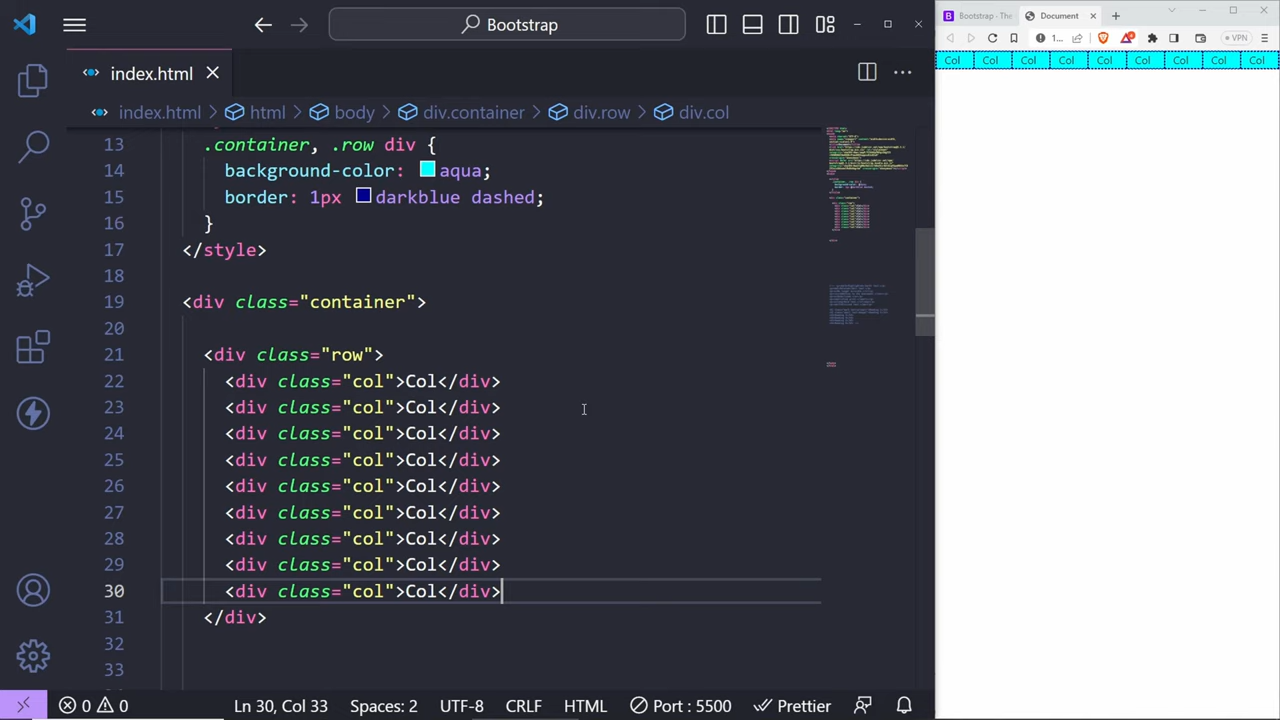 Bootstrap
Bootstrap - The
Document
1...
VPN
index.html
index.html
html
body
div.container
div.row
div.col
Col Col Col Col Col Col Col Col Col
13 .container, .row div {
14 background-color: aqua;
15 border: 1px darkblue dashed;
16 }
17 </style>
18
19 <div class="container">
20
21 <div class="row">
22 <div class="col">Col</div>
23 <div class="col">Col</div>
24 <div class="col">Col</div>
25 <div class="col">Col</div>
26 <div class="col">Col</div>
27 <div class="col">Col</div>
28 <div class="col">Col</div>
29 <div class="col">Col</div>
30 <div class="col">Col</div>
31 </div>
32
33
0 0 Ln 30, Col 33 Spaces: 2 UTF-8 CRLF HTML Port : 5500 Prettier